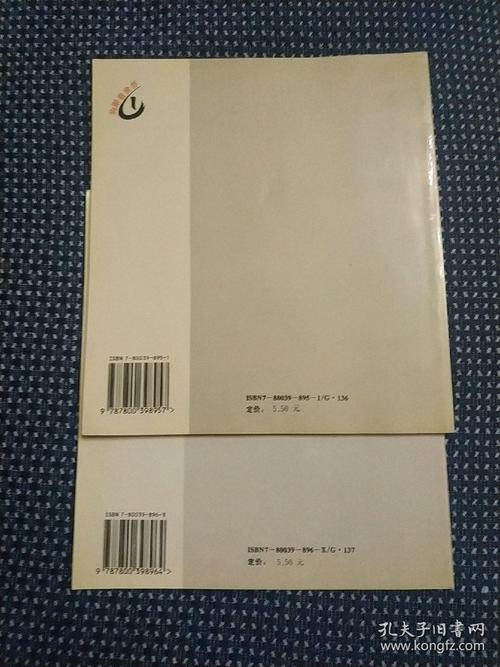 ISBN 7-80039-895-1
9 787800 398957>
ISBN7-80039-895-1/G·136
定价: 5.50 元
ISBN 7-80039-896-X
9 787800 398964>
ISBN7-80039-896-X/G·137
定价: 5.50 元
孔夫子旧书网
www.kongfz.com